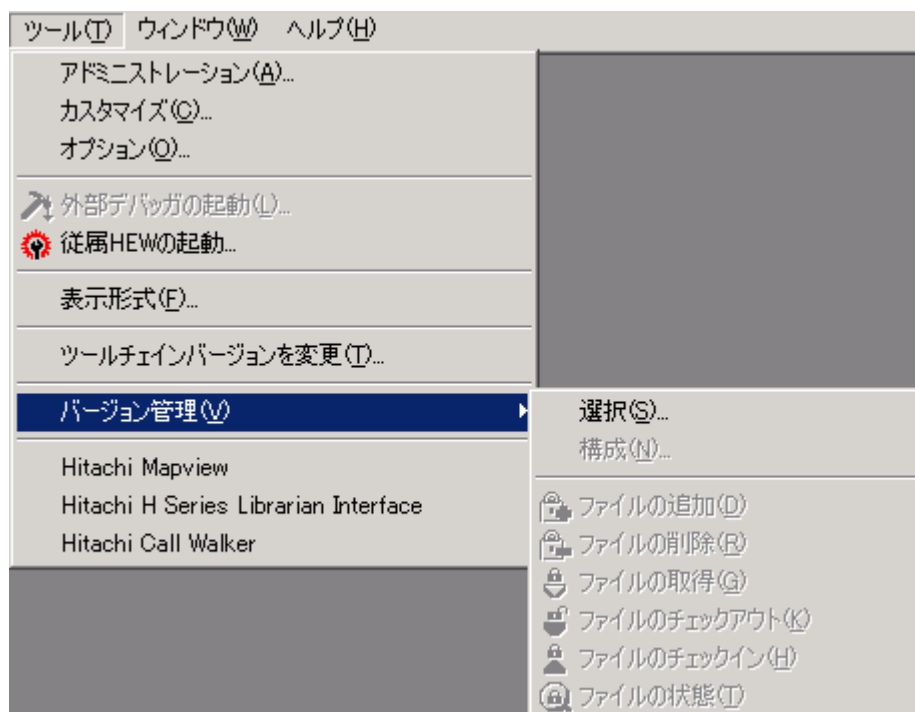 ツール(T) ウィンドウ(W) ヘルプ(H)
アドミニストレーション(A)...
カスタマイズ(C)...
オプション(O)...
外部デバッガの起動(L)...
従属HEWの起動...
表示形式(F)...
ツールチェインバージョンを変更(T)...
バージョン管理(V)
Hitachi Mapview
Hitachi H Series Librarian Interface
Hitachi Call Walker
選択(S)...
構成(N)...
ファイルの追加(D)
ファイルの削除(R)
ファイルの取得(G)
ファイルのチェックアウト(K)
ファイルのチェックイン(H)
ファイルの状態(T)